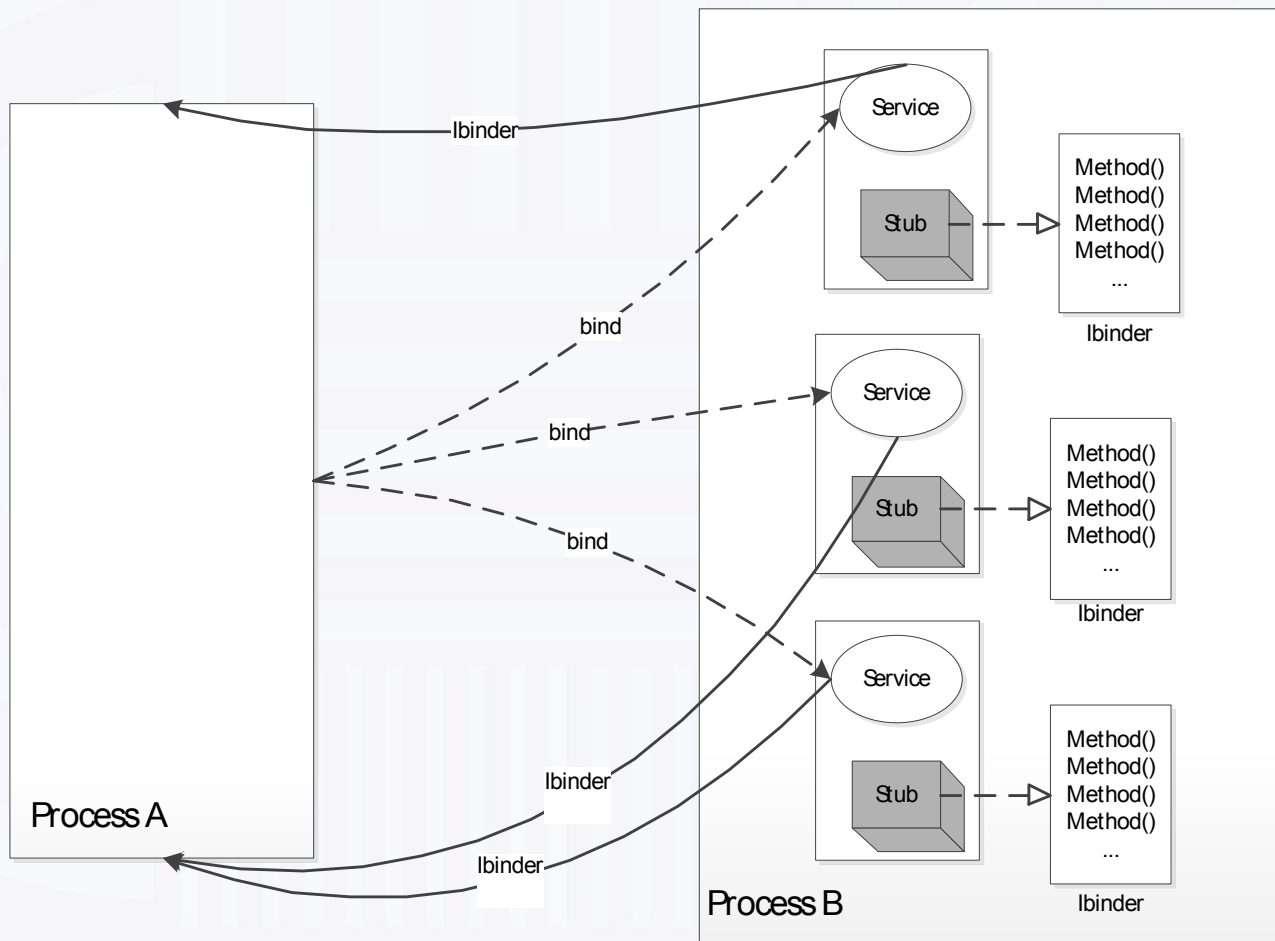 Service
Ibinder
Method()
Method()
Method()
Method()
...
Stub
Ibinder
bind
Service
bind
Method()
Method()
Method()
Method()
...
Stub
bind
Ibinder
Service
Ibinder
Method()
Method()
Method()
Method()
...
Stub
Process A
Ibinder
Process B
Ibinder